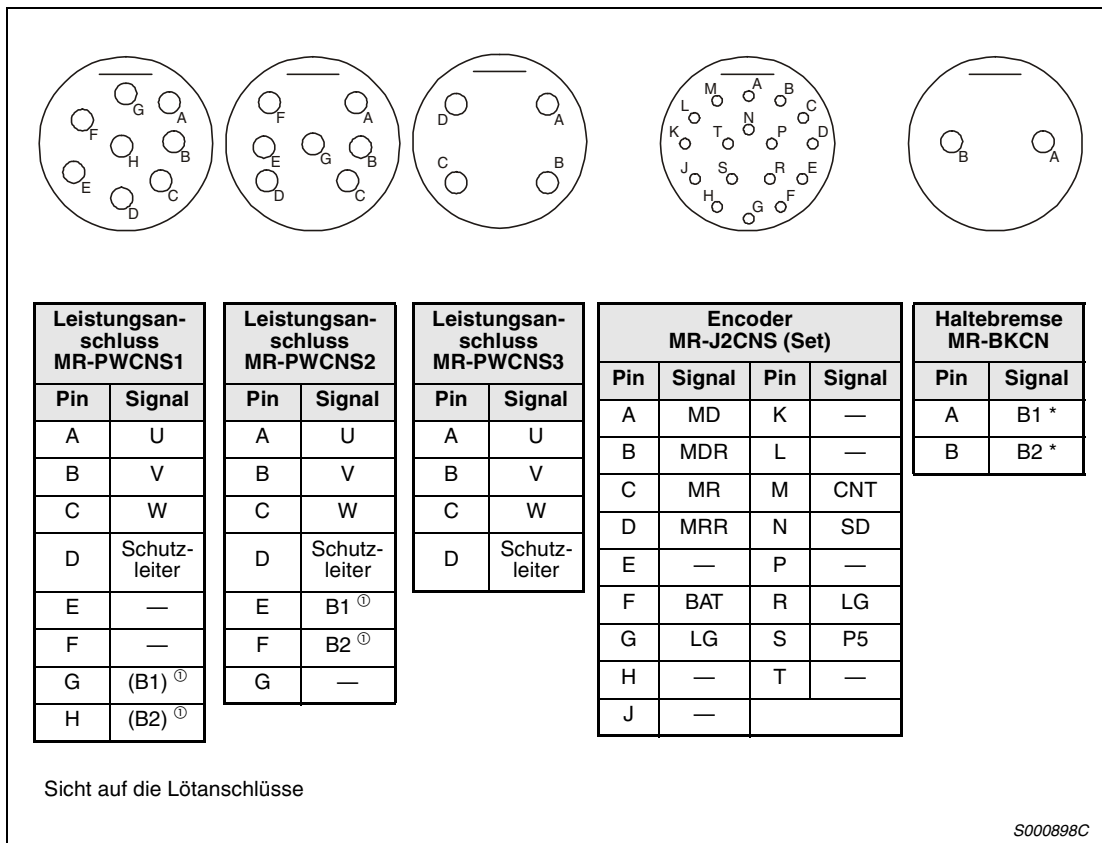 G
A
F
H
B
E
D
C
F
A
E
G
B
D
C
D
A
C
B
M
A
B
L
C
N
K
T
P
D
J
S
R
E
H
G
F
B
A
Leistungsan-
schluss
MR-PWCNS1
Pin Signal
A U
B V
C W
D Schutz-
leiter
E —
F —
G (B1) ①
H (B2) ①
Leistungsan-
schluss
MR-PWCNS2
Pin Signal
A U
B V
C W
D Schutz-
leiter
E B1 ①
F B2 ①
G —
Leistungsan-
schluss
MR-PWCNS3
Pin Signal
A U
B V
C W
D Schutz-
leiter
Encoder
MR-J2CNS (Set)
Pin Signal Pin Signal
A MD K —
B MDR L —
C MR M CNT
D MRR N SD
E — P —
F BAT R LG
G LG S P5
H — T —
J —
Haltebremse
MR-BKCN
Pin Signal
A B1 *
B B2 *
Sicht auf die Lötanschlüsse
S000898C